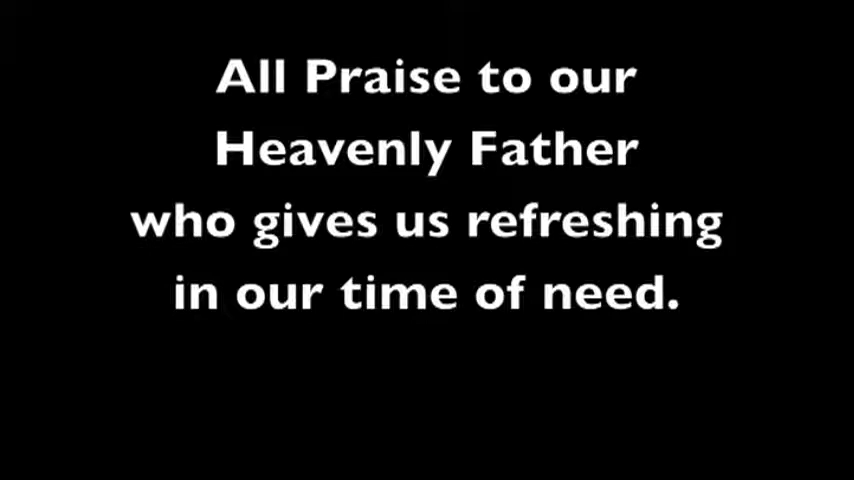 All Praise to our
Heavenly Father
who gives us refreshing
in our time of need.